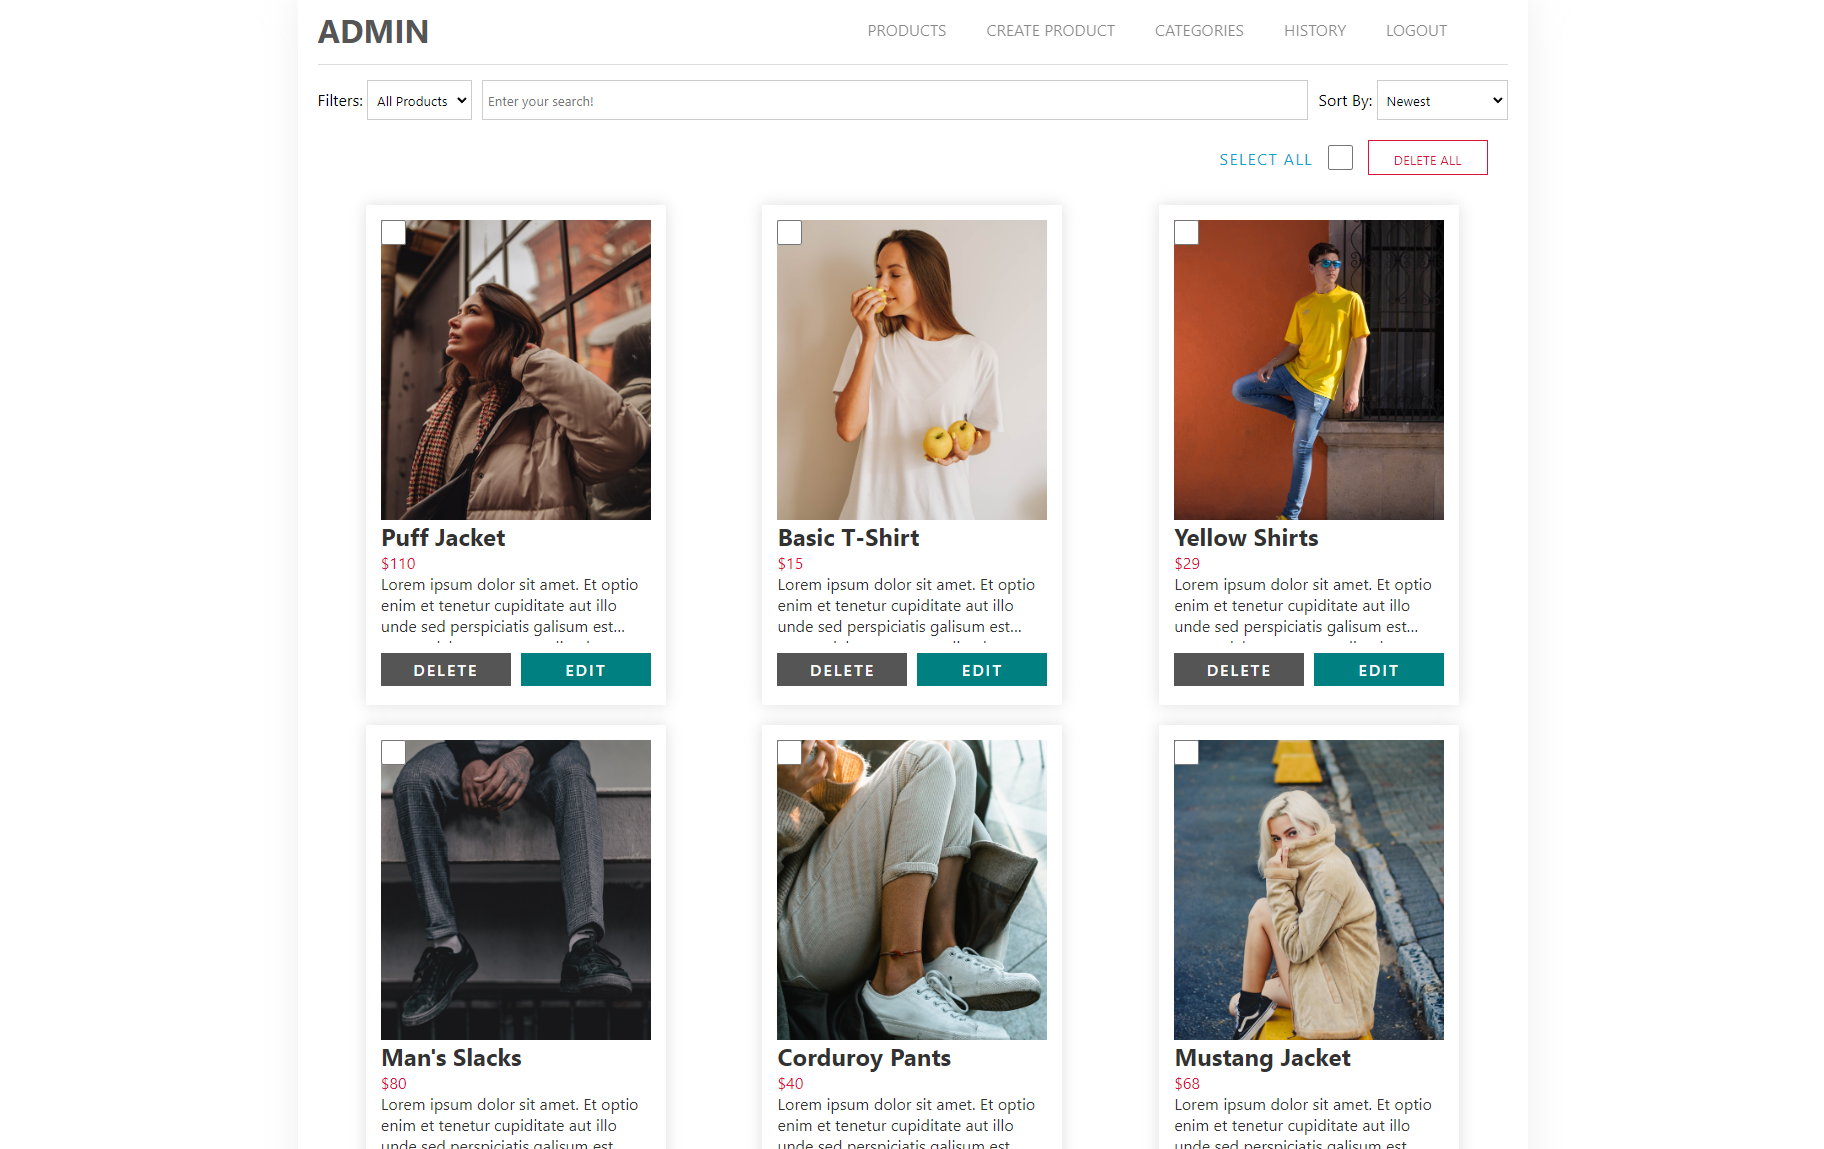 ADMIN
PRODUCTS CREATE PRODUCT CATEGORIES HISTORY LOGOUT
Filters: All Products Enter your search! Sort By: Newest
SELECT ALL DELETE ALL
Puff Jacket
$110
Lorem ipsum dolor sit amet. Et optio
enim et tenetur cupiditate aut illo
unde sed perspiciatis galisum est...
DELETE EDIT
Basic T-Shirt
$15
Lorem ipsum dolor sit amet. Et optio
enim et tenetur cupiditate aut illo
unde sed perspiciatis galisum est...
DELETE EDIT
Yellow Shirts
$29
Lorem ipsum dolor sit amet. Et optio
enim et tenetur cupiditate aut illo
unde sed perspiciatis galisum est...
DELETE EDIT
Man's Slacks
$80
Lorem ipsum dolor sit amet. Et optio
enim et tenetur cupiditate aut illo
unde sed perspiciatis galisum est
Corduroy Pants
$40
Lorem ipsum dolor sit amet. Et optio
enim et tenetur cupiditate aut illo
unde sed perspiciatis galisum est
Mustang Jacket
$68
Lorem ipsum dolor sit amet. Et optio
enim et tenetur cupiditate aut illo
unde sed perspiciatis galisum est